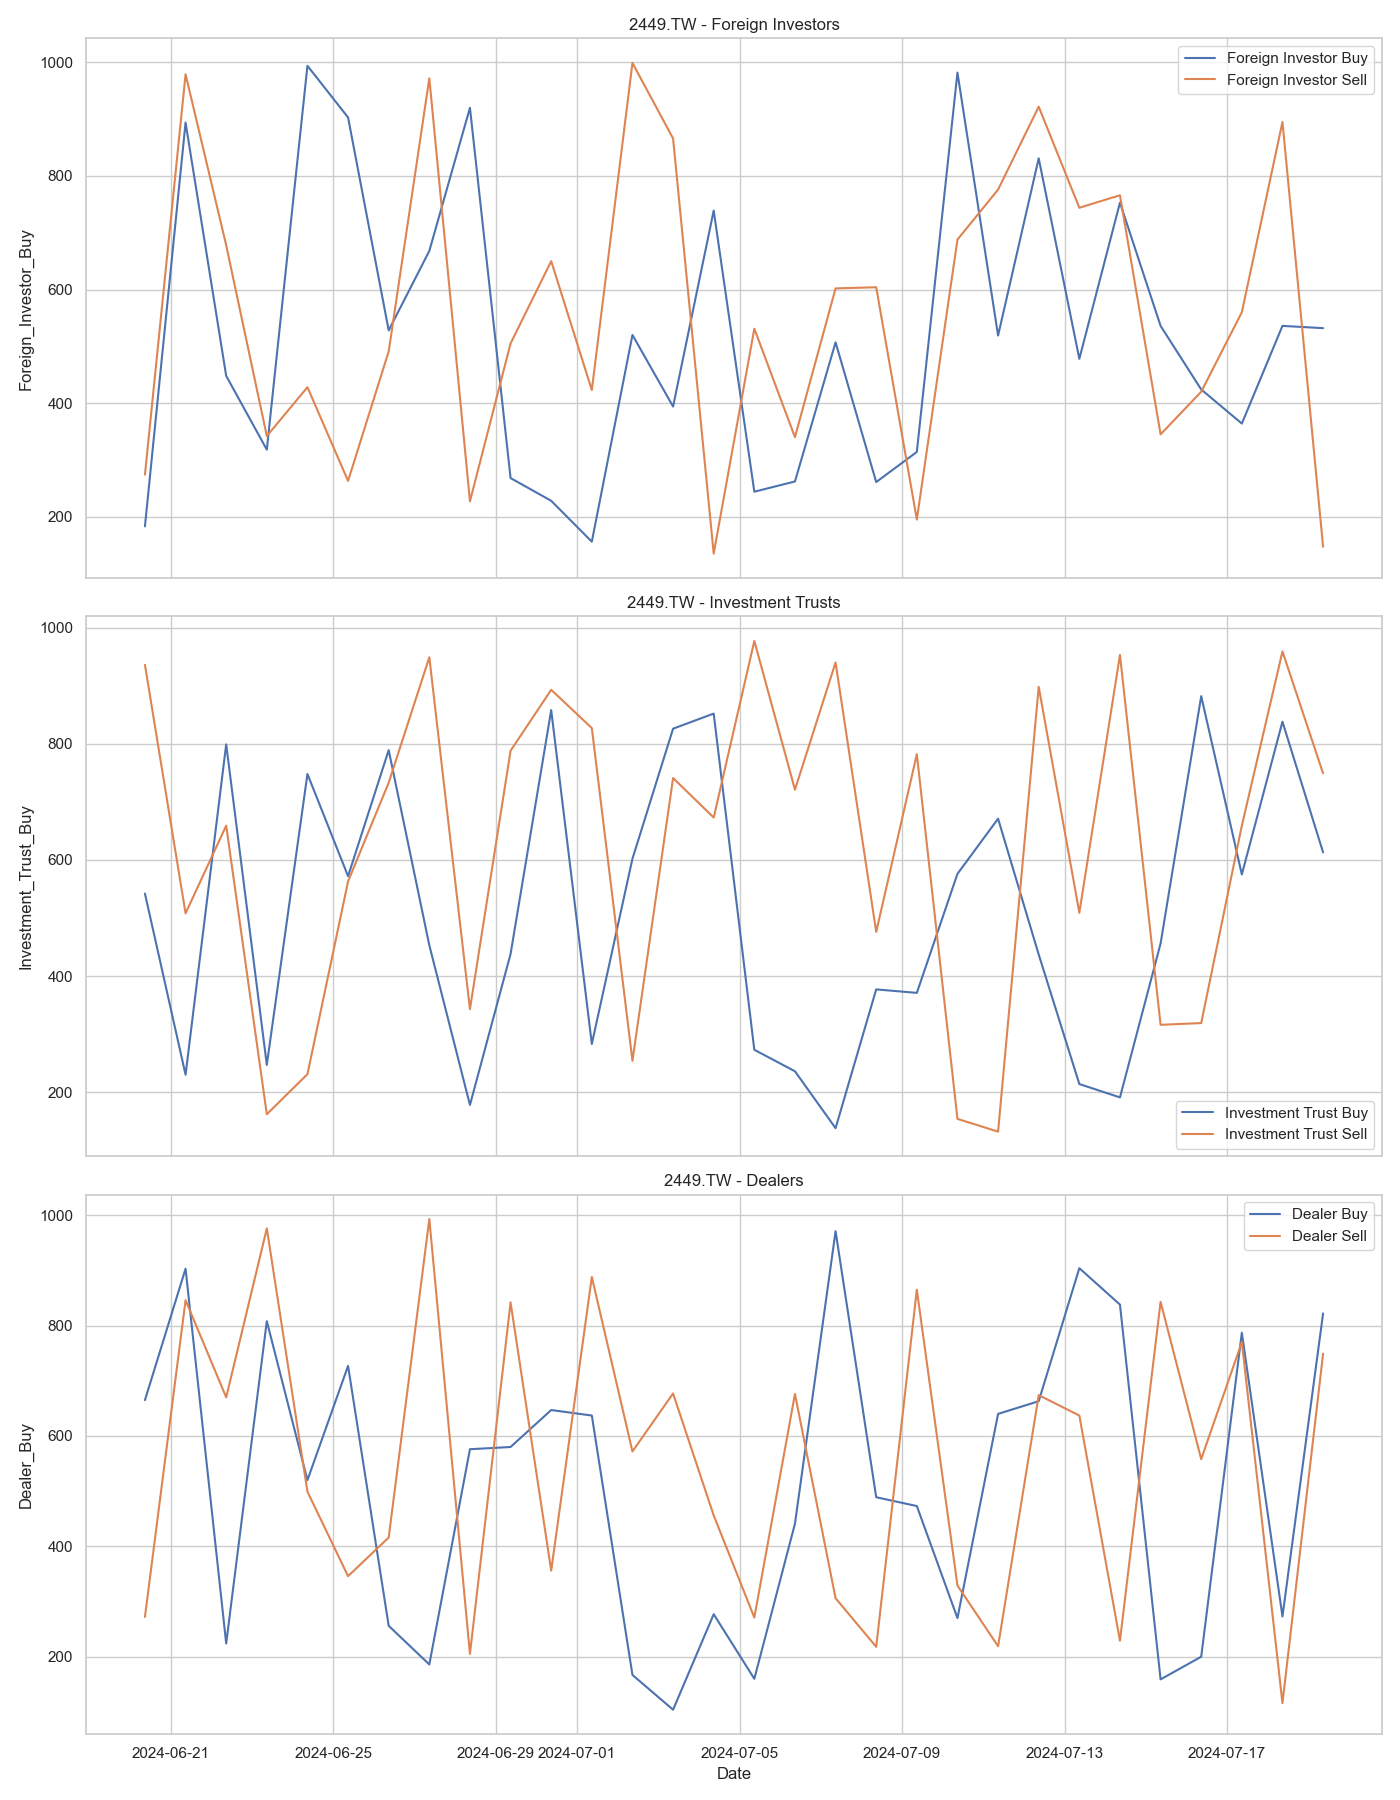 2449.TW - Foreign Investors
Foreign_Investor_Buy
1000
800
600
400
200
Foreign Investor Buy
Foreign Investor Sell
2449.TW - Investment Trusts
Investment_Trust_Buy
1000
800
600
400
200
Investment Trust Buy
Investment Trust Sell
2449.TW - Dealers
Dealer_Buy
1000
800
600
400
200
Dealer Buy
Dealer Sell
2024-06-21 2024-06-25 2024-06-29 2024-07-01 2024-07-05 2024-07-09 2024-07-13 2024-07-17
Date